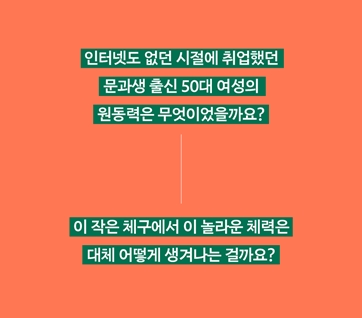 인터넷도 없던 시절에 취업했던
문과생 출신 50대 여성의
원동력은 무엇이었을까요?
이 작은 체구에서 이 놀라운 체력은
대체 어떻게 생겨나는 걸까요?